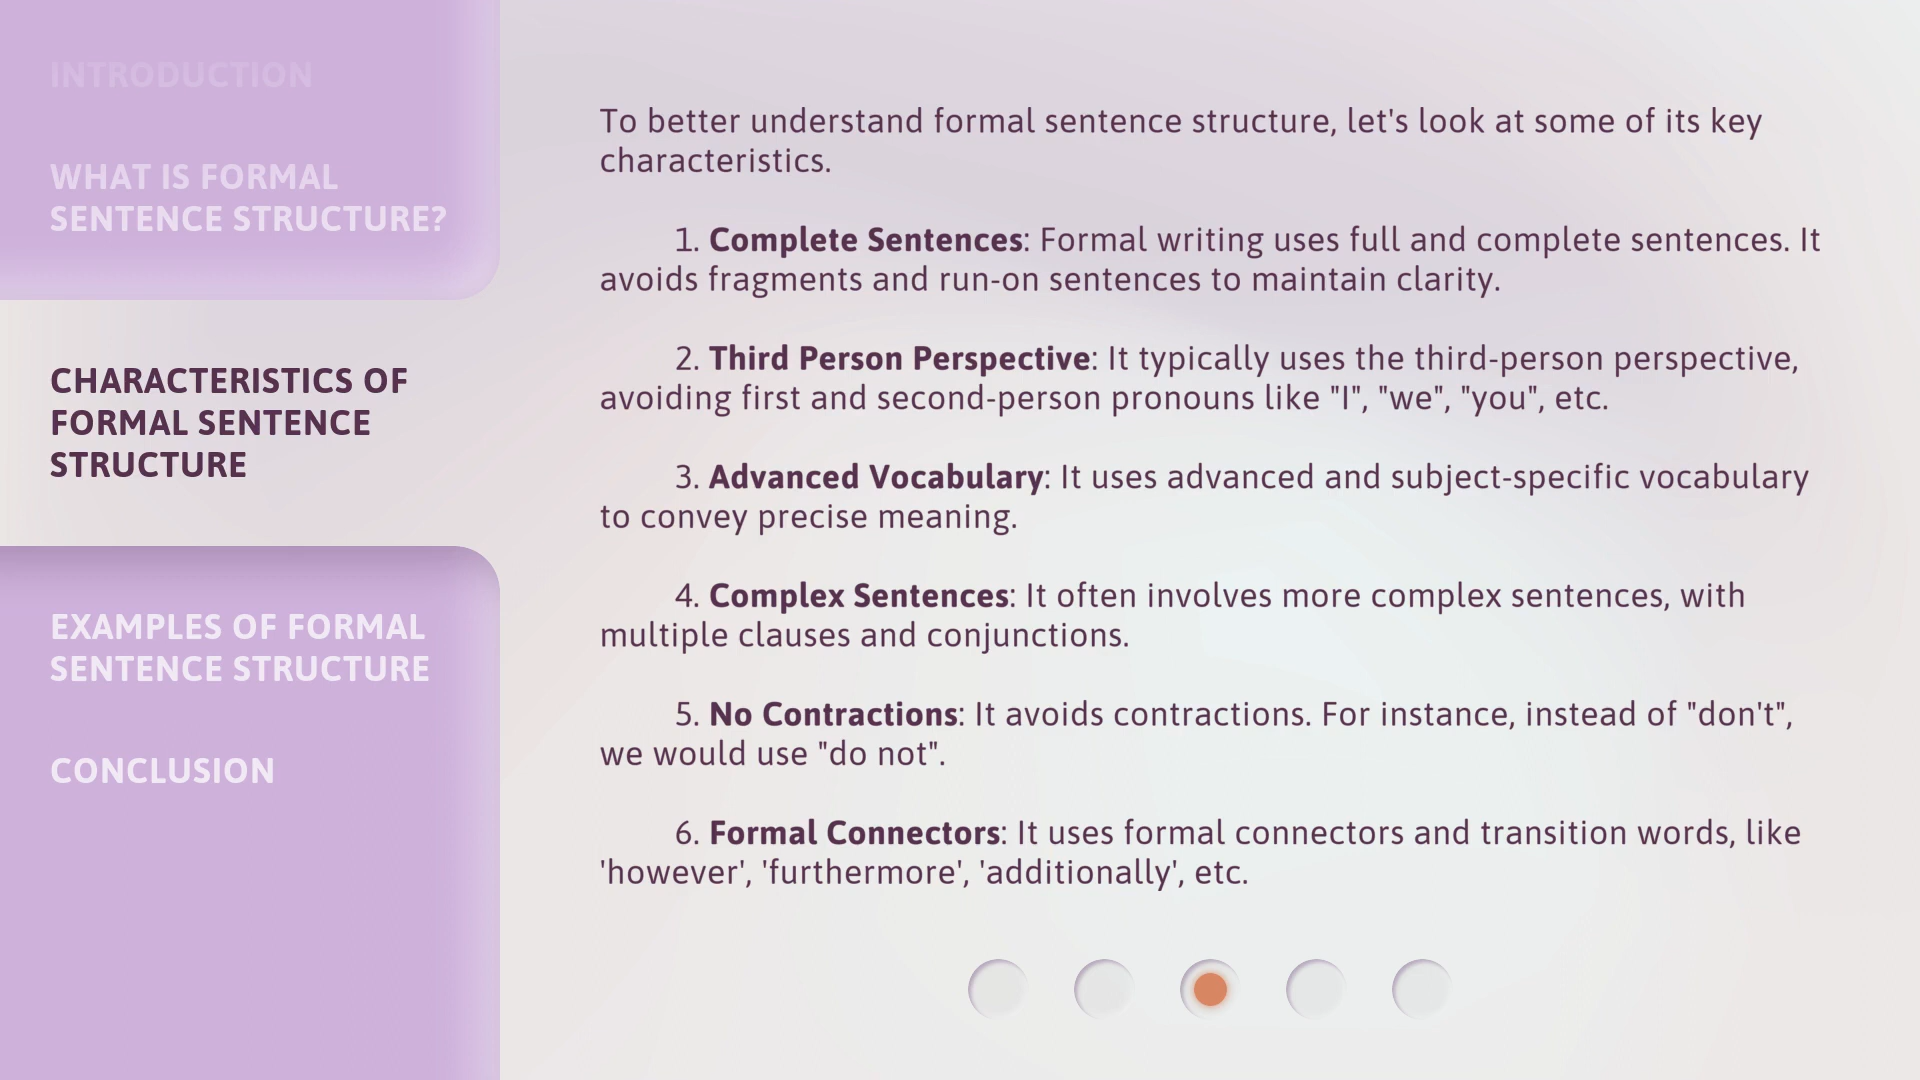 INTRODUCTION
WHAT IS FORMAL
SENTENCE STRUCTURE?
CHARACTERISTICS OF
FORMAL SENTENCE
STRUCTURE
EXAMPLES OF FORMAL
SENTENCE STRUCTURE
CONCLUSION
To better understand formal sentence structure, let's look at some of its key
characteristics.
1. Complete Sentences: Formal writing uses full and complete sentences. It
avoids fragments and run-on sentences to maintain clarity.
2. Third Person Perspective: It typically uses the third-person perspective,
avoiding first and second-person pronouns like "I", "we", "you", etc.
3. Advanced Vocabulary: It uses advanced and subject-specific vocabulary
to convey precise meaning.
4. Complex Sentences: It often involves more complex sentences, with
multiple clauses and conjunctions.
5. No Contractions: It avoids contractions. For instance, instead of "don't",
we would use "do not".
6. Formal Connectors: It uses formal connectors and transition words, like
'however', 'furthermore', 'additionally', etc.